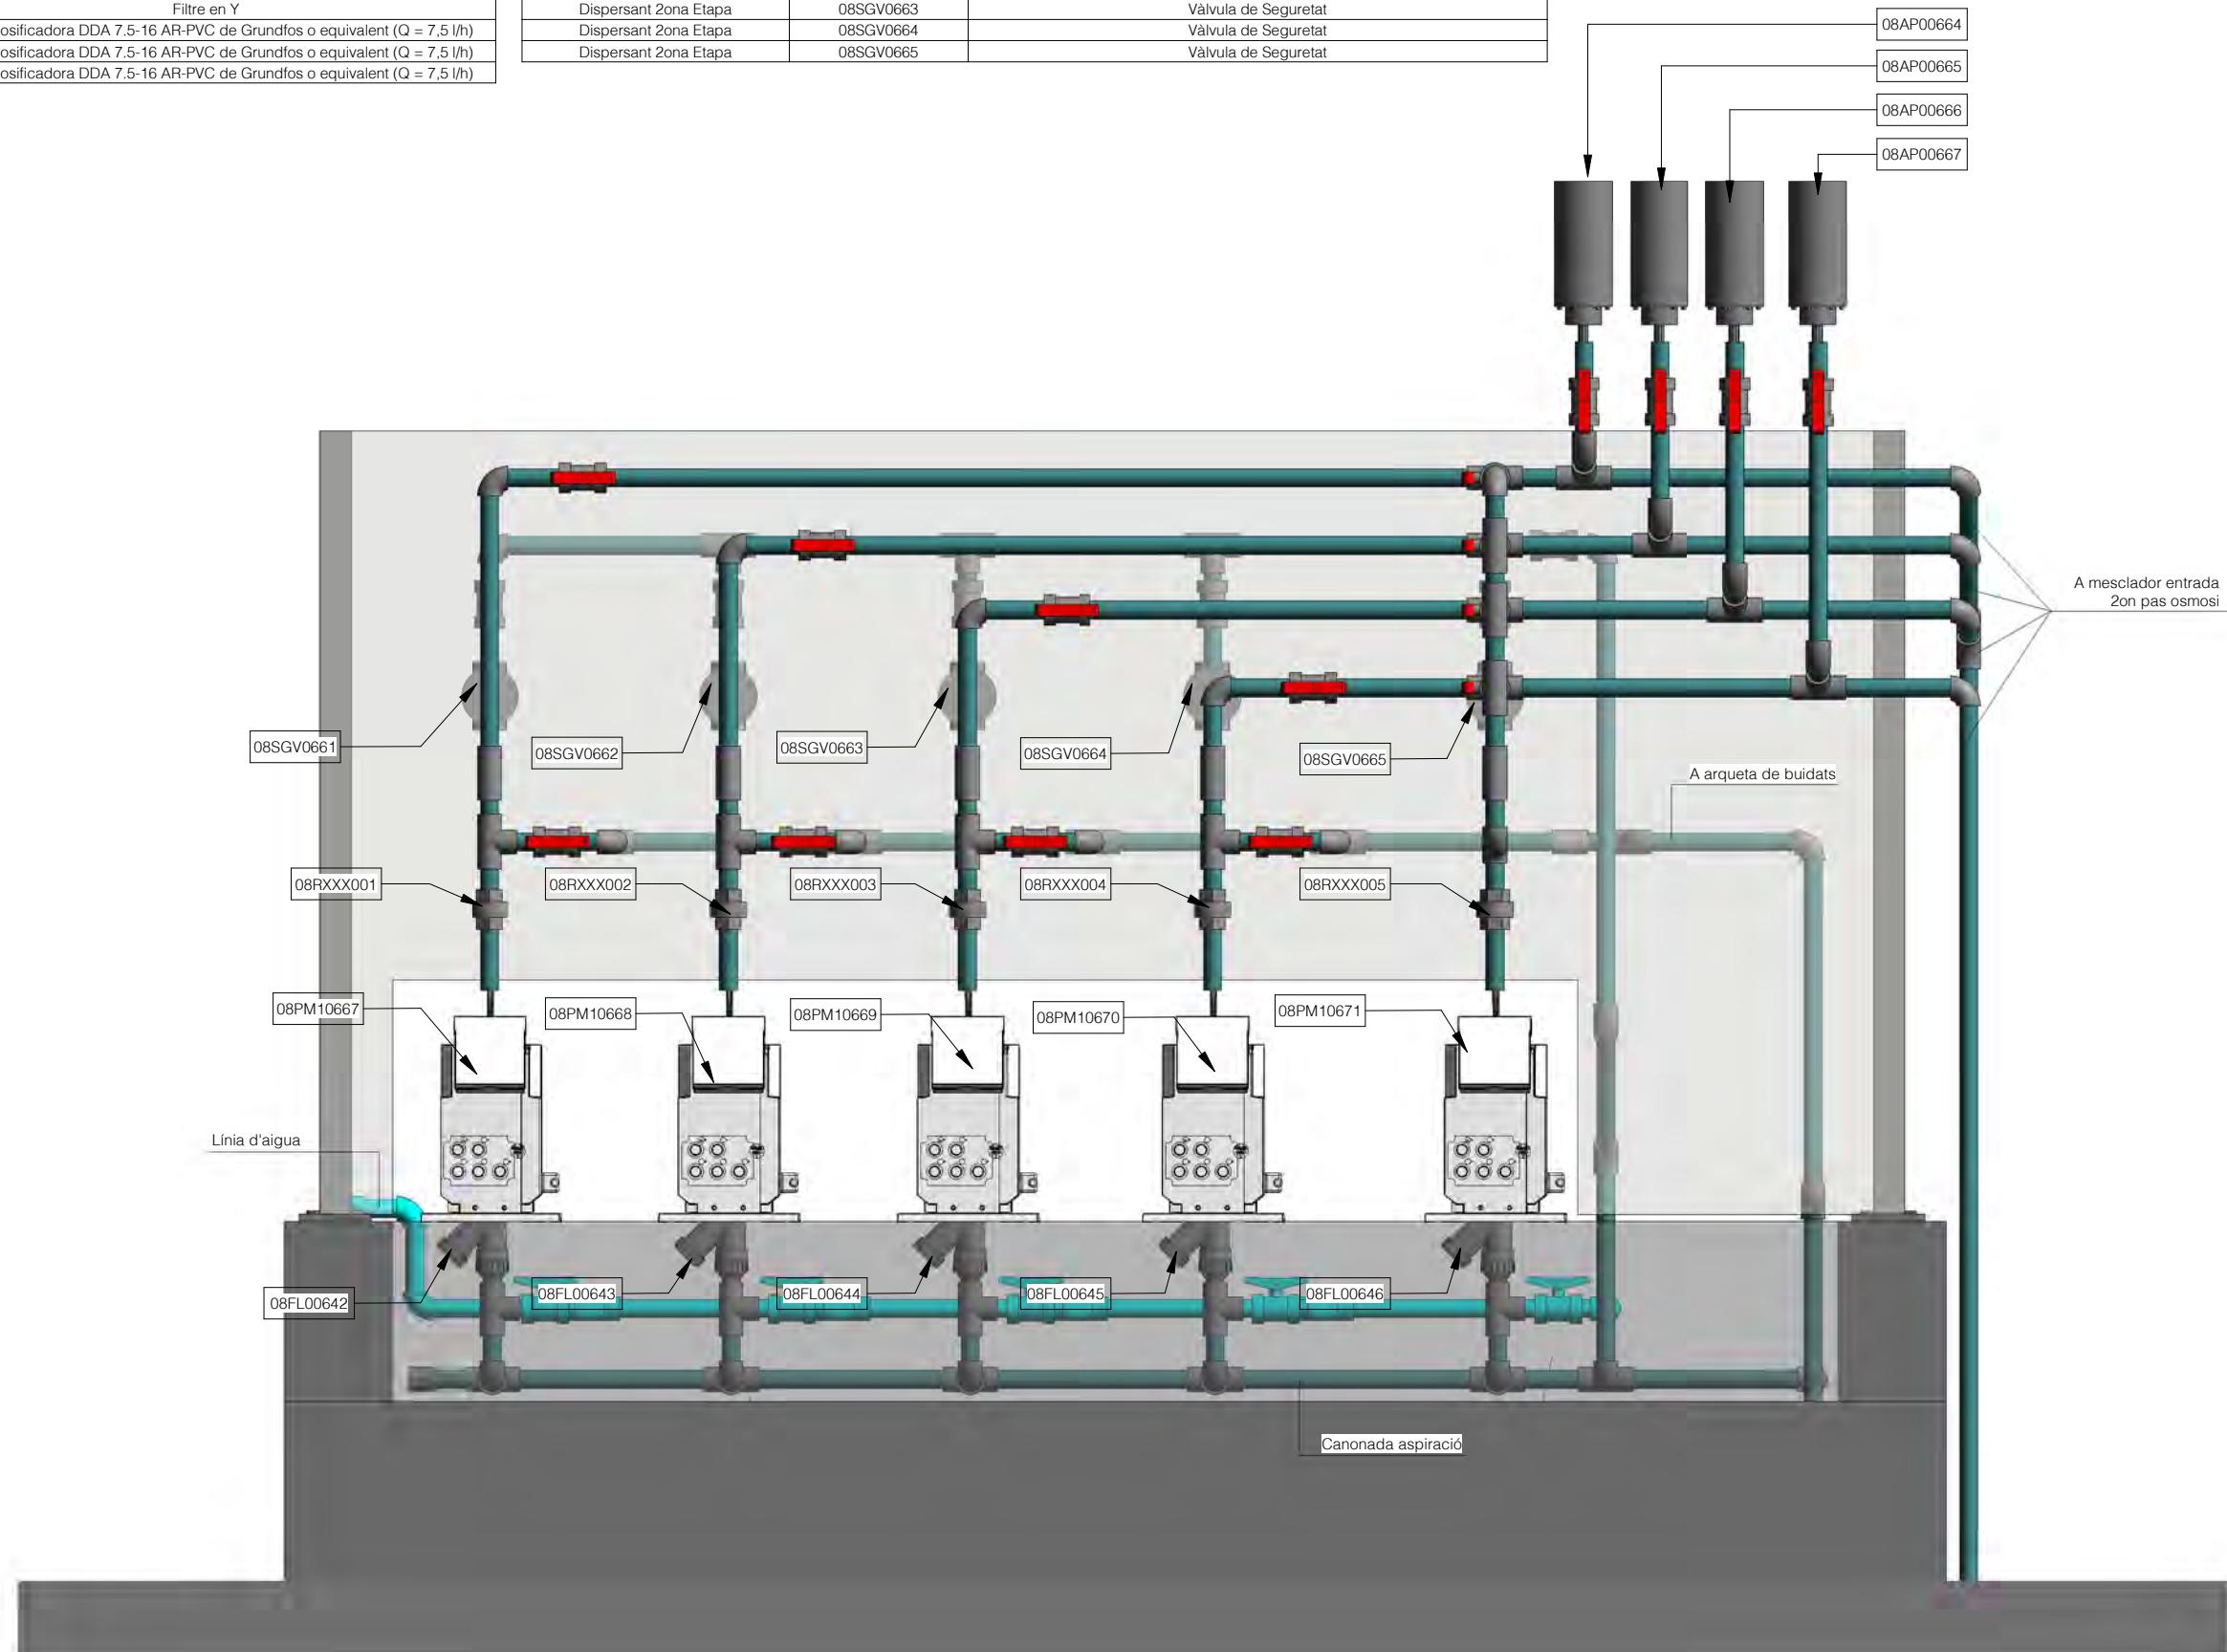 Filtre en Y
osificadora DDA 7.5-16 AR-PVC de Grundfos o equivalent (Q = 7,5 l/h)
osificadora DDA 7.5-16 AR-PVC de Grundfos o equivalent (Q = 7,5 l/h)
osificadora DDA 7.5-16 AR-PVC de Grundfos o equivalent (Q = 7,5 l/h)
Dispersant 2ona Etapa 08SGV0663 Vàlvula de Seguretat
Dispersant 2ona Etapa 08SGV0664 Vàlvula de Seguretat
Dispersant 2ona Etapa 08SGV0665 Vàlvula de Seguretat
08AP00664
08AP00665
08AP00666
08AP00667
A mesclador entrada
2on pas osmosi
08SGV0661
08SGV0662
08SGV0663
08SGV0664
08SGV0665
A arqueta de buidats
08RXXX001
08RXXX002
08RXXX003
08RXXX004
08RXXX005
08PM10667
08PM10668
08PM10669
08PM10670
08PM10671
Línia d'aigua
08FL00642
08FL00643
08FL00644
08FL00645
08FL00646
Canonada aspiració